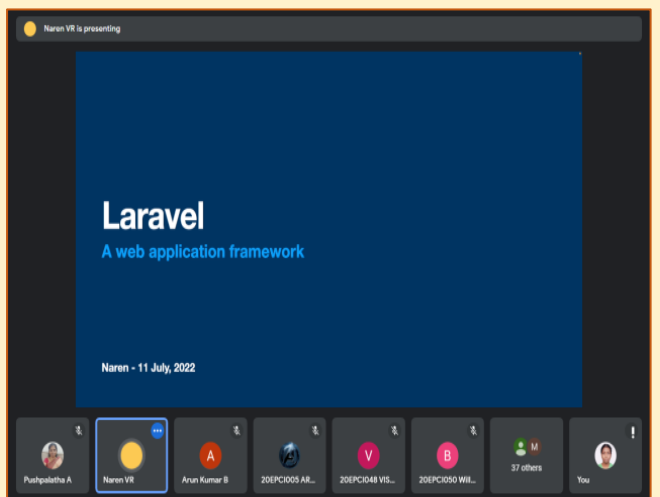 Naren VR is presenting
Laravel
A web application framework
Naren - 11 July, 2022
A
V
B
M
Pushpalatha A
Naren VR
Arun Kumar B
20EPCI005 AR...
20EPCI048 VIS...
20EPCI050 Wil...
37 others
You